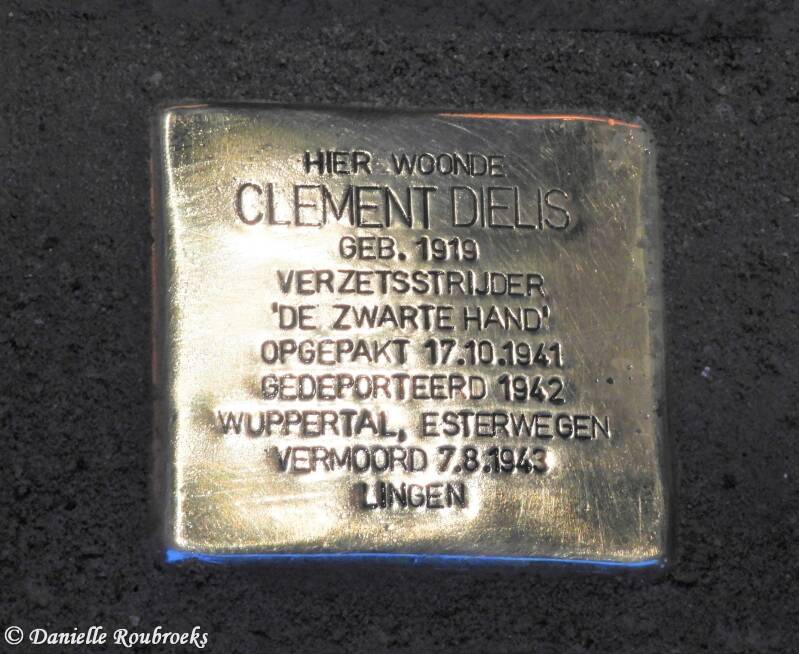 HIER WOONDE
CLEMENT DIELIS
GEB. 1919
VERZETSSTRIJDER
'DE ZWARTE HAND'
OPGEPAKT 17.10.1941
GEDEPORTEERD 1942
WUPPERTAL, ESTERWEGEN
VERMOORD 7.8.1943
LINGEN
© Danielle Roubroeks